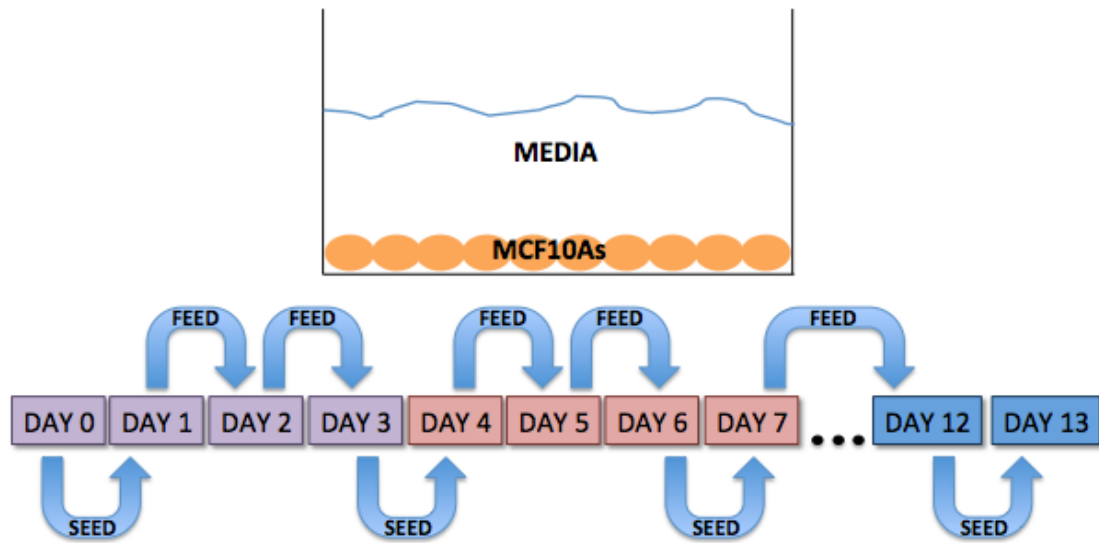 MEDIA
MCF10As
FEED FEED FEED FEED FEED
DAY 0 DAY 1 DAY 2 DAY 3 DAY 4 DAY 5 DAY 6 DAY 7 ... DAY 12 DAY 13
SEED SEED SEED SEED